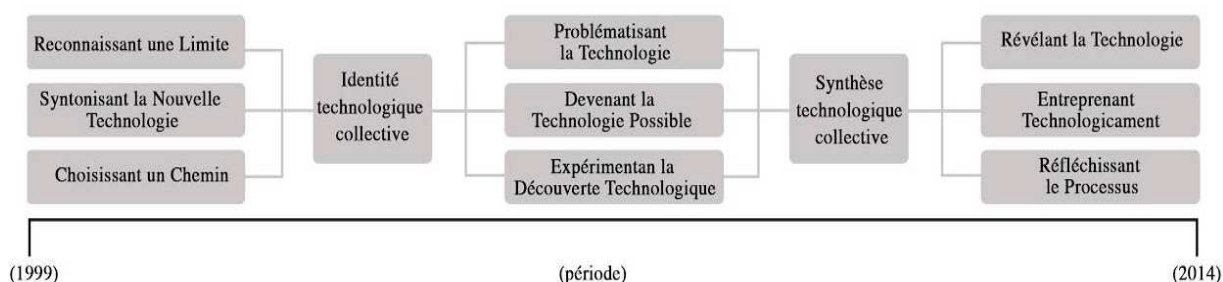 Reconnaissant une Limite
Syntonisant la Nouvelle
Technologie
Choisissant un Chemin
Identité
technologique
collective
Problématisant
la Technologie
Devenant la
Technologie Possible
Expérimentan la
Découverte Technologique
Synthèse
technologique
collective
Révélant la Technologie
Entreprenant
Technologicament
Réfléchissant
le Processus
(1999)
(période)
(2014)